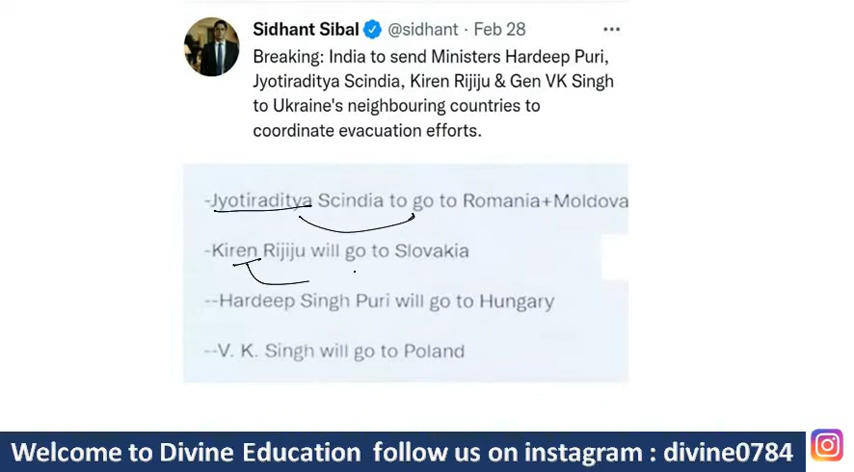 Sidhant Sibal @sidhant · Feb 28
Breaking: India to send Ministers Hardeep Puri,
Jyotiraditya Scindia, Kiren Rijiju & Gen VK Singh
to Ukraine's neighbouring countries to
coordinate evacuation efforts.
-Jyotiraditya Scindia to go to Romania+Moldova
-Kiren Rijiju will go to Slovakia
--Hardeep Singh Puri will go to Hungary
--V. K. Singh will go to Poland
Welcome to Divine Education follow us on instagram : divine0784